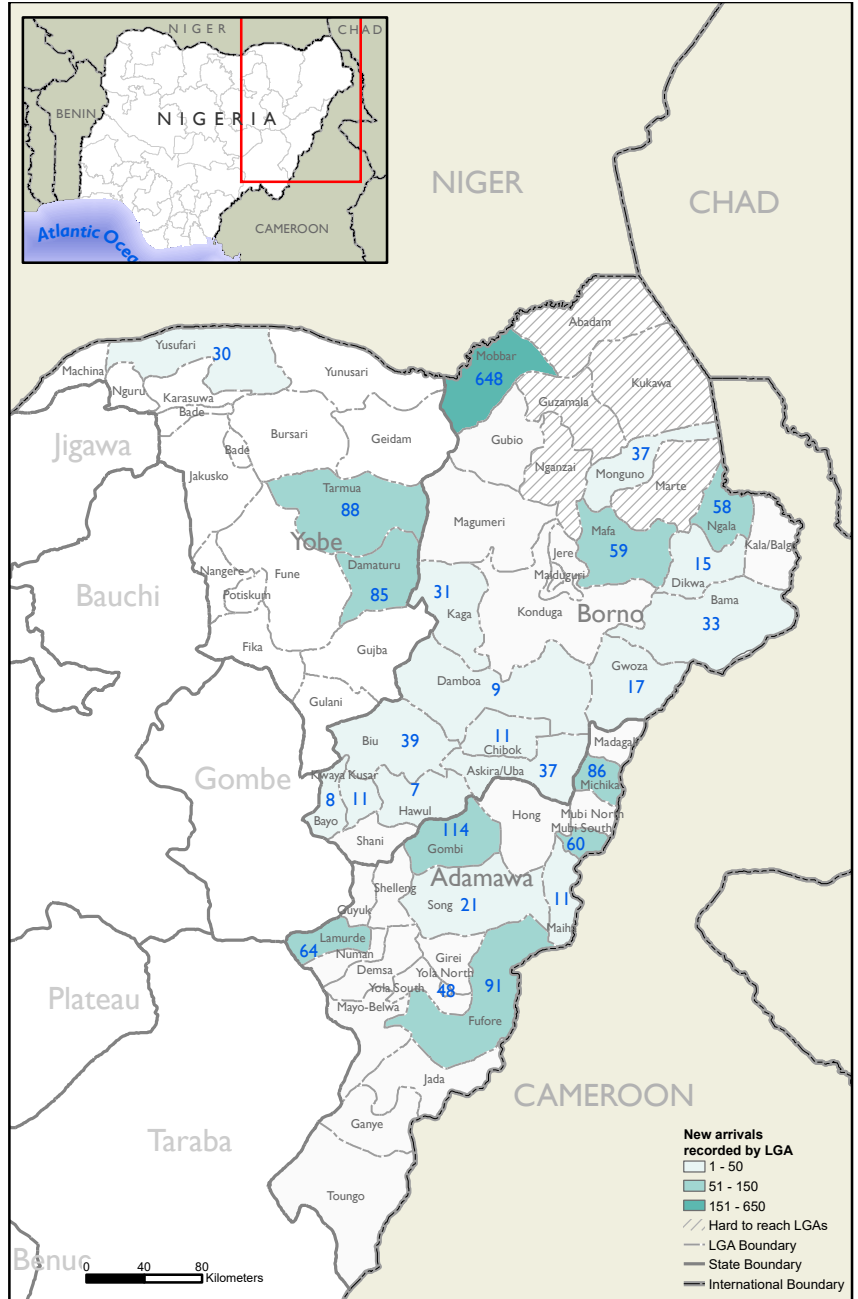 NIGER
CHAD
BENIN
NIGERIA
CAMEROON
Atlantic Ocea
NIGER
CHAD
Abadam
Yusufari
30
Mobbar
648
Machina
Yunusari
Kukawa
Nguru
Karasuwa
Bade
Guzamala
Jigawa
Bursari
Geidam
Gubio
37
Bade
Nganzai
Monguno
Jakusko
Marte
Tarmua
88
58
Magumeri
Mafa
Ngala
59
Yobe
Jere
Kala/Balge
Damaturu
Nangere
Fune
Maiduguri
15
Bauchi
85
31
Dikwa
Potiskum
Kaga
Konduga
Borno
Bama
33
Gujba
Fika
Damboa
Gwoza
9
17
Gulani
Biu
39
11
Madagali
Chibok
Gombe
Kwaya Kusar
Askira/Uba
37
86
8
11
7
Michika
Bayo
Hawul
Hong
Mubi North
114
Mubi South
Shani
Gombi
60
Adamawa
Shelleng
Song
21
11
Guyuk
Maiha
Lamurde
64
Numan
Girei
Demsa
Yola North
91
Yola South
48
Plateau
Mayo-Belwa
Fufore
Jada
CAMEROON
Ganye
Taraba
Toungo
Benuc
0 40 80
Kilometers
New arrivals
recorded by LGA
1 - 50
51 - 150
151 - 650
Hard to reach LGAs
LGA Boundary
State Boundary
International Boundary